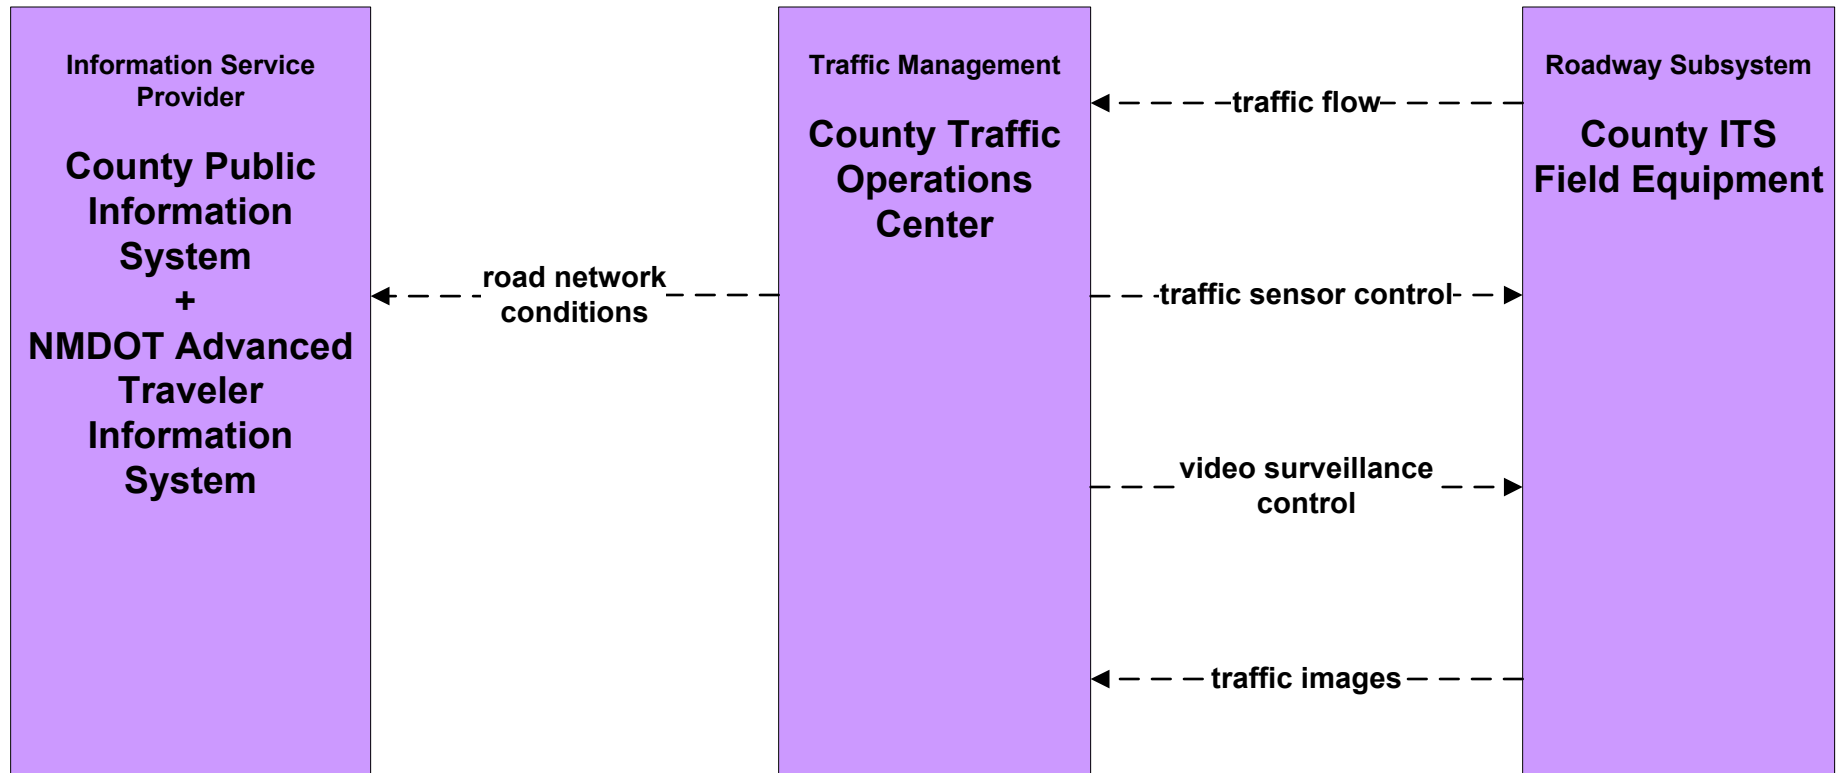 Information Service
Provider
County Public
Information
System
+
NMDOT Advanced
Traveler
Information
System
road network
conditions
Traffic Management
County Traffic
Operations
Center
traffic flow
traffic sensor control
video surveillance
control
traffic images
Roadway Subsystem
County ITS
Field Equipment